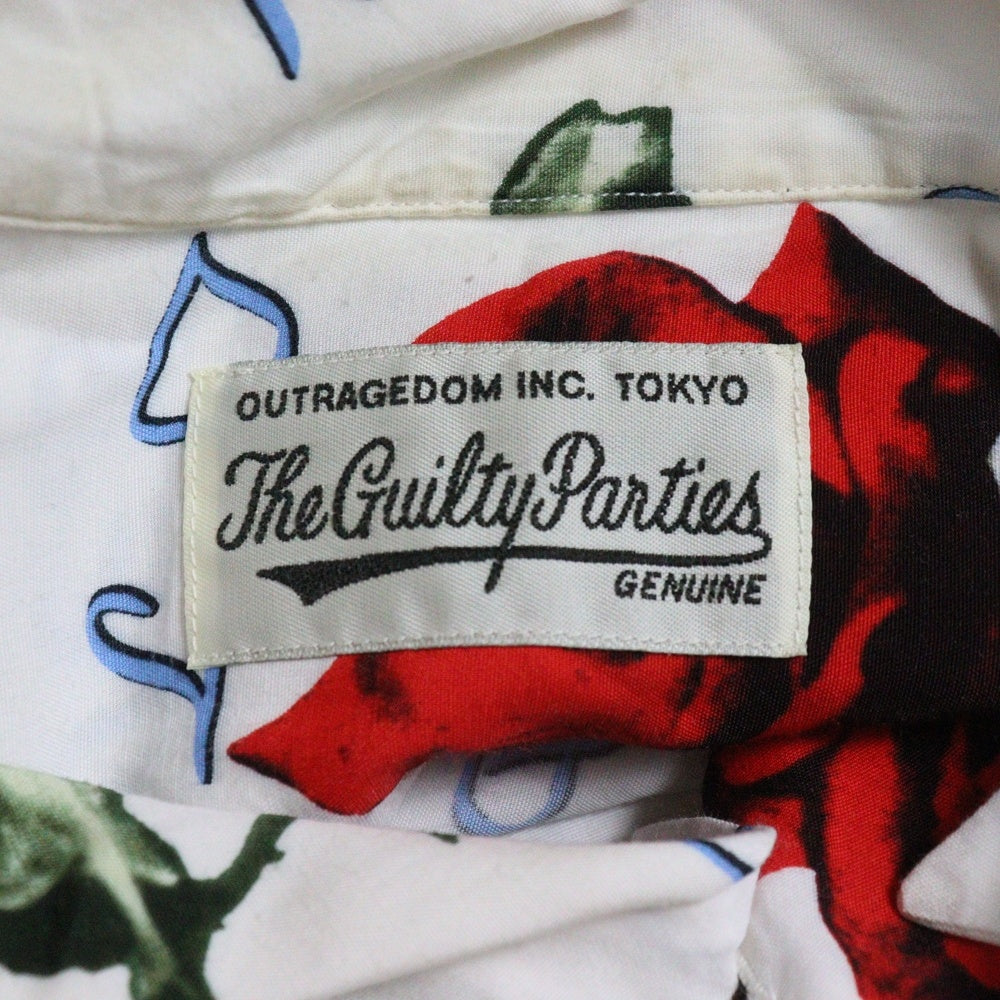 OUTRAGEDOM INC. TOKYO
The Guilty Parties
GENUINE